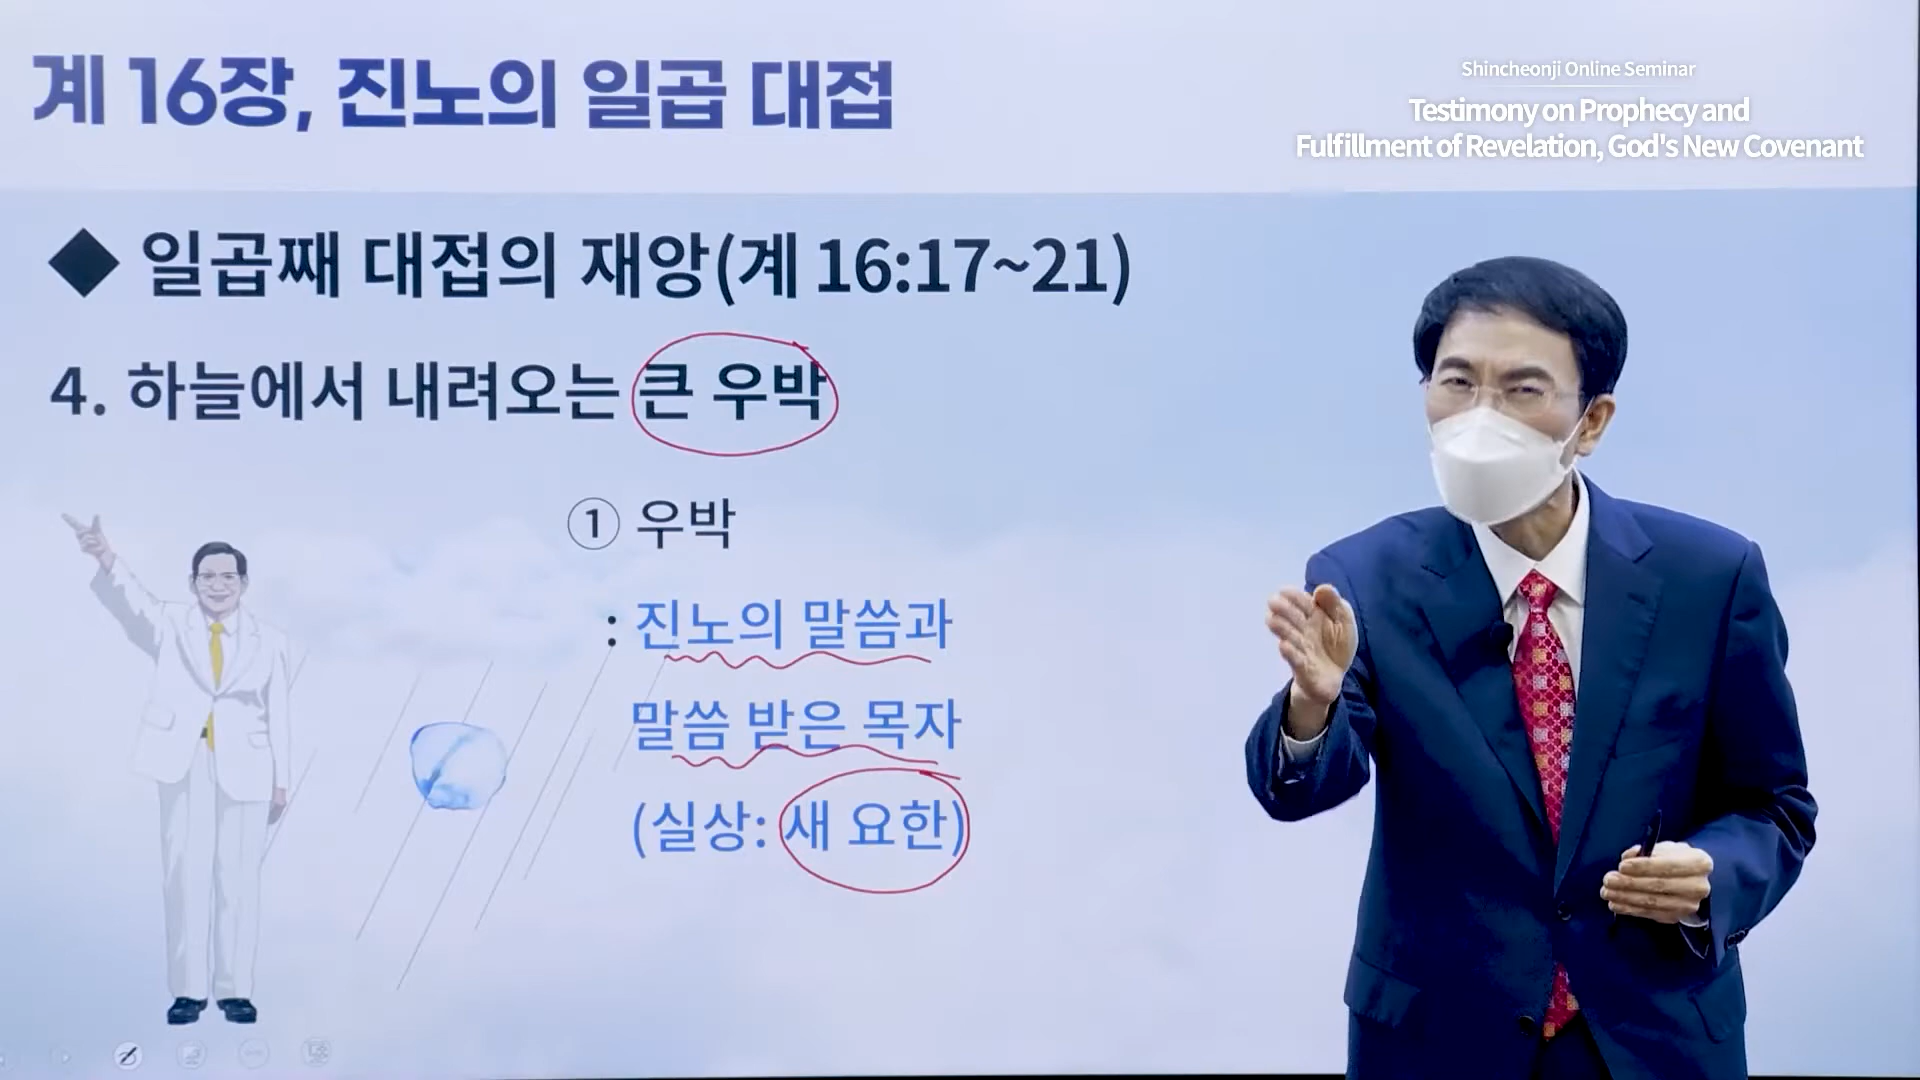 계 16장, 진노의 일곱 대접
Shincheonji Online Seminar
Testimony on Prophecy and
Fulfillment of Revelation, God's New Covenant
◆ 일곱째 대접의 재앙(계 16:17~21)
4. 하늘에서 내려오는 큰 우박
① 우박
: 진노의 말씀과
말씀 받은 목자
(실상: 새 요한)